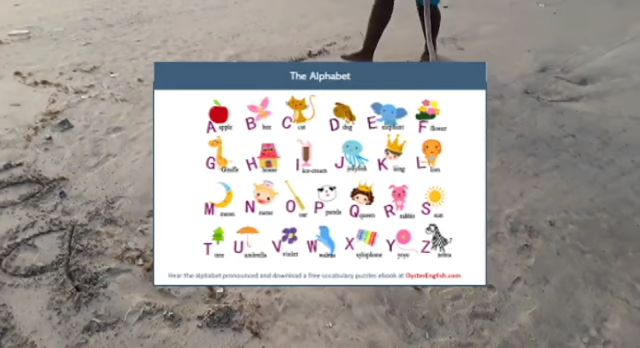 The Alphabet
A apple B bee C cat D dog E elephant F flower
G Giraffe H house I ice-cream J jellyfish K king L lion
M moon N nurse O oar P panda Q queen R rabbit S sun
T tree U umbrella V violet W walrus X xylophone Y yoyo Z zebra
Hear the alphabet pronounced and download a free vocabulary puzzles ebook at OysterEnglish.com